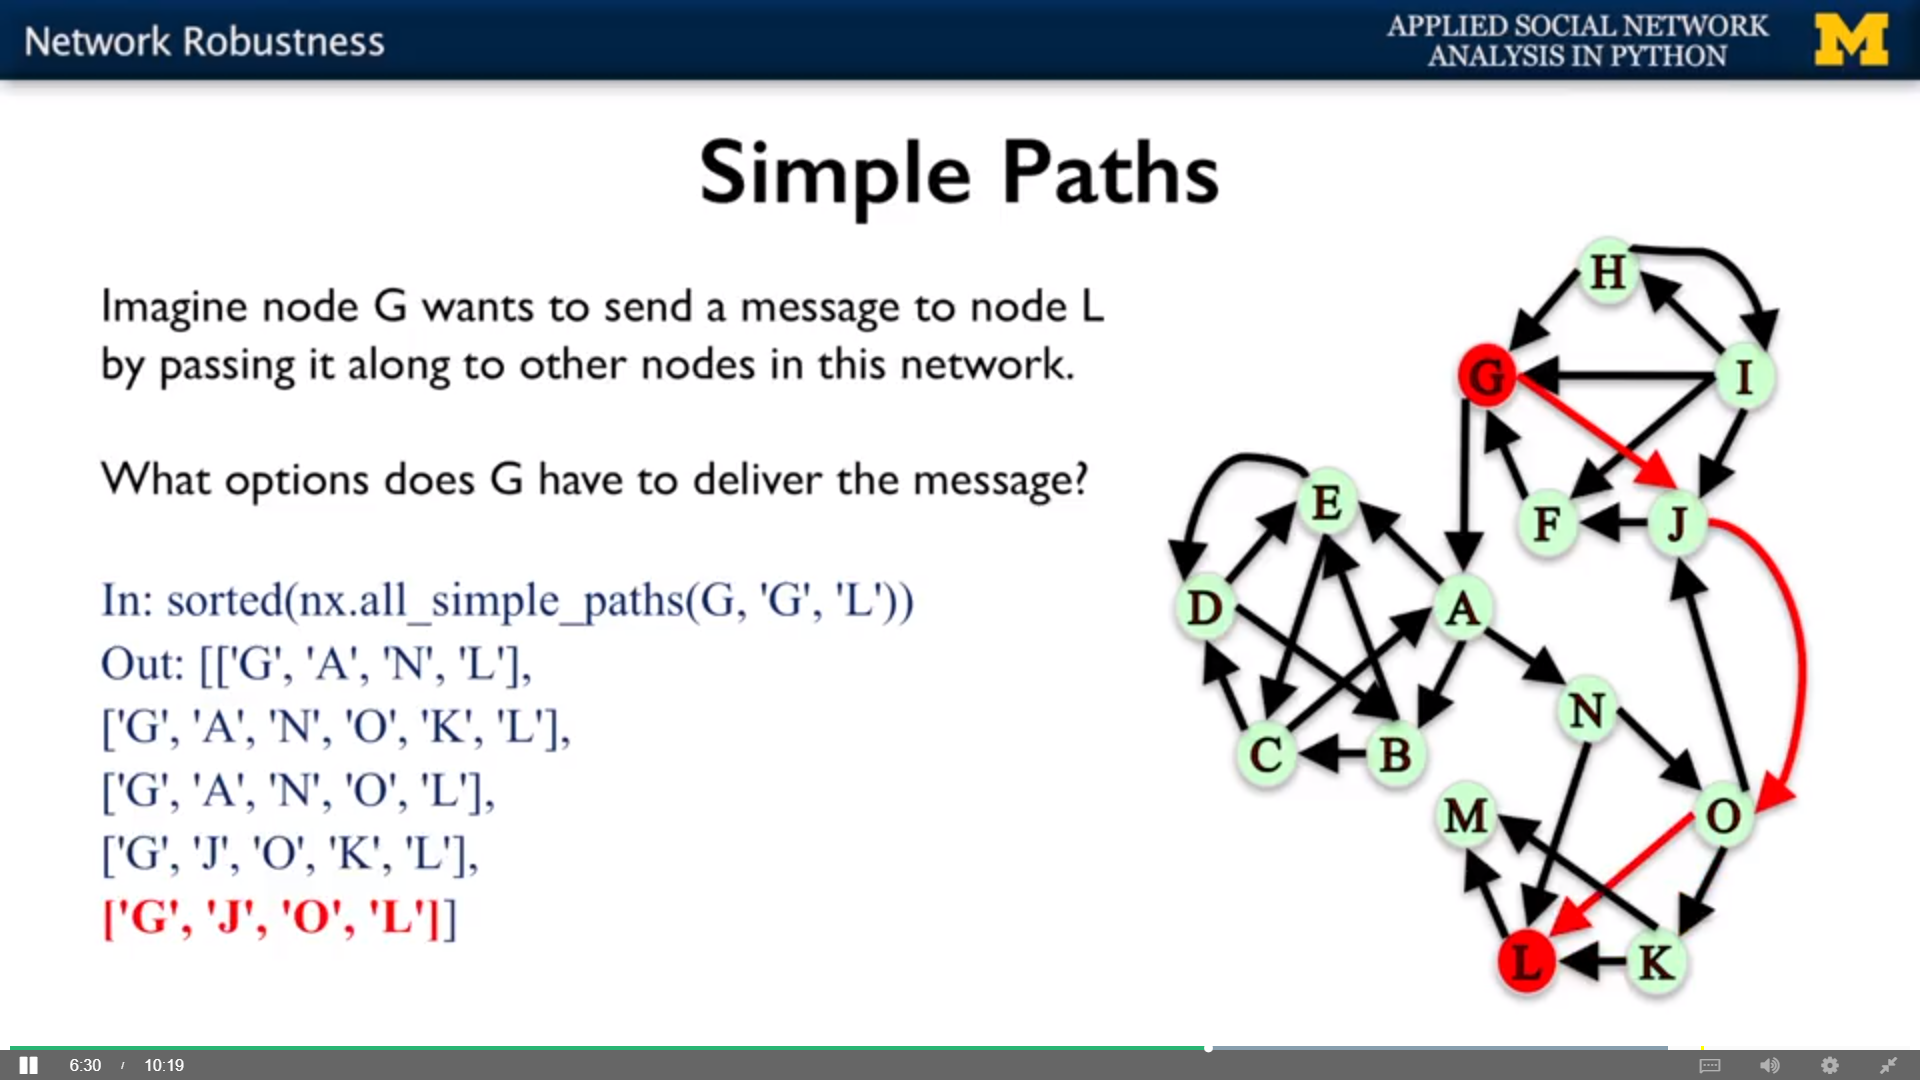 Network Robustness
APPLIED SOCIAL NETWORK
ANALYSIS IN PYTHON
M
Simple Paths
Imagine node G wants to send a message to node L
by passing it along to other nodes in this network.
What options does G have to deliver the message?
In: sorted(nx.all_simple_paths(G, 'G', 'L'))
Out: [['G', 'A', 'N', 'L'],
['G', 'A', 'N', 'O', 'K', 'L'],
['G', 'A', 'N', 'O', 'L'],
['G', 'J', 'O', 'K', 'L'],
['G', 'J', 'O', 'L']]
H
G
I
E
F
J
D
A
N
C
B
M
O
L
K
6:30 / 10:19